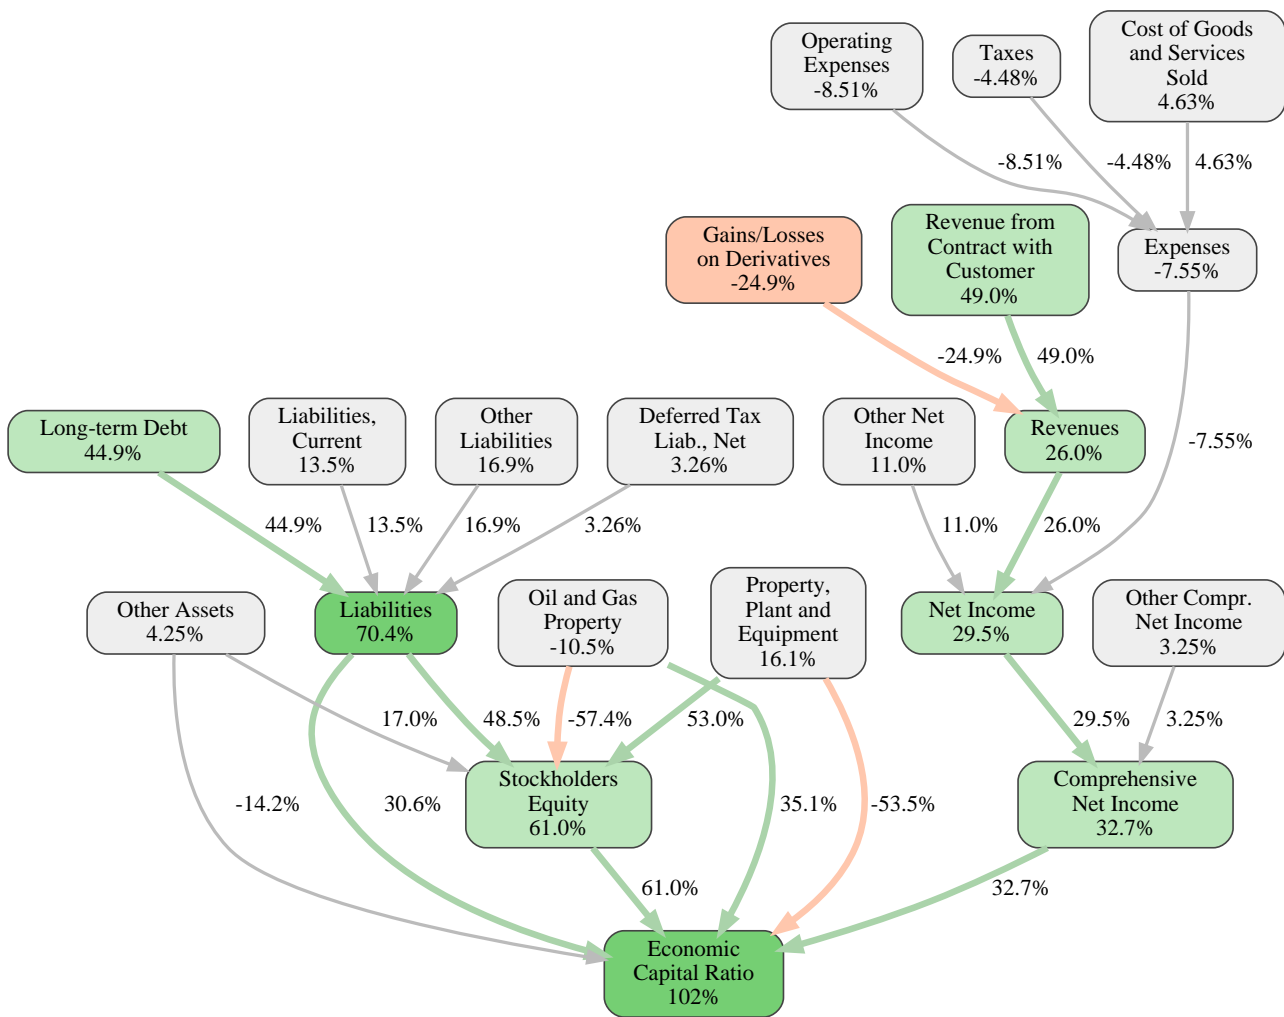 Operating
Expenses
-8.51%
Taxes
-4.48%
Cost of Goods
and Services
Sold
4.63%
-8.51%
-4.48%
4.63%
Gains/Losses
on Derivatives
-24.9%
Revenue from
Contract with
Customer
49.0%
Expenses
-7.55%
-24.9%
49.0%
Long-term Debt
44.9%
Liabilities,
Current
13.5%
Other
Liabilities
16.9%
Deferred Tax
Liab., Net
3.26%
Other Net
Income
11.0%
Revenues
26.0%
-7.55%
44.9%
13.5%
16.9%
3.26%
11.0%
26.0%
Other Assets
4.25%
Liabilities
70.4%
Oil and Gas
Property
-10.5%
Property,
Plant and
Equipment
16.1%
Net Income
29.5%
Other Compr.
Net Income
3.25%
17.0%
48.5%
-57.4%
53.0%
29.5%
3.25%
-14.2%
30.6%
Stockholders
Equity
61.0%
35.1%
-53.5%
Comprehensive
Net Income
32.7%
61.0%
32.7%
Economic
Capital Ratio
102%